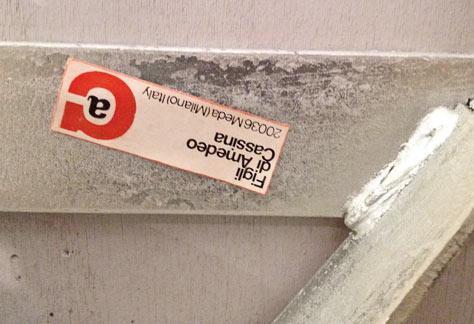 Figli
di Amedeo
Cassina
20036 Meda (Milano) Italy
a